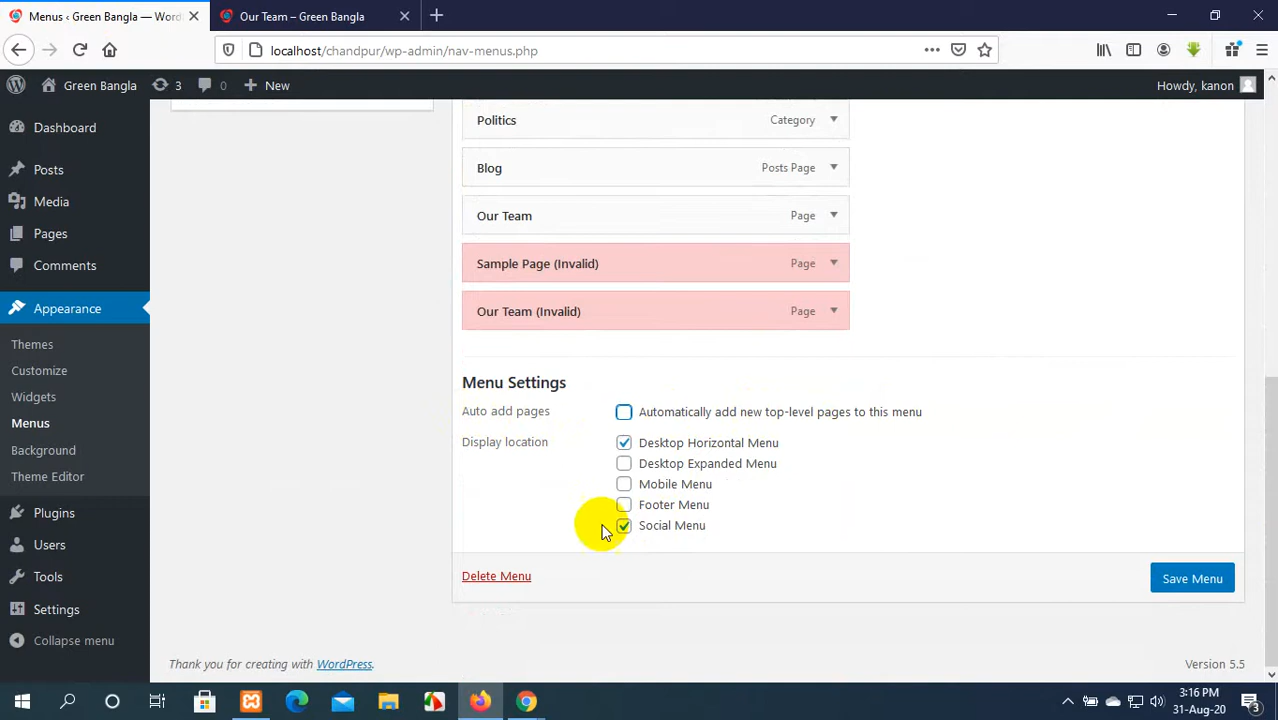 Menus ‹ Green Bangla — Word
Our Team – Green Bangla
localhost/chandpur/wp-admin/nav-menus.php
Green Bangla
3
0
New
Howdy, kanon
Dashboard
Posts
Media
Pages
Comments
Appearance
Themes
Customize
Widgets
Menus
Background
Theme Editor
Plugins
Users
Tools
Settings
Collapse menu
Politics Category
Blog Posts Page
Our Team Page
Sample Page (Invalid) Page
Our Team (Invalid) Page
Menu Settings
Auto add pages Automatically add new top-level pages to this menu
Display location Desktop Horizontal Menu
Desktop Expanded Menu
Mobile Menu
Footer Menu
Social Menu
Delete Menu Save Menu
Thank you for creating with WordPress. Version 5.5
3:16 PM
31-Aug-20
3